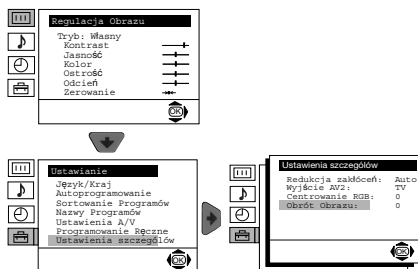 Regulacja Obrazu
Tryb: Własny
Kontrast
Jasność
Kolor
Ostrość
Odcień
Zerowanie
OK
Ustawianie
Język/Kraj
Autoprogramowanie
Sortowanie Programów
Nazwy Programów
Ustawienia A/V
Programowanie Ręczne
Ustawienia szczegółów
OK
Ustawienia szczegółów
Redukcja zakłóceń: Auto
Wyjście AV2: TV
Centrowanie RGB: 0
Obrót Obrazu: 0
OK